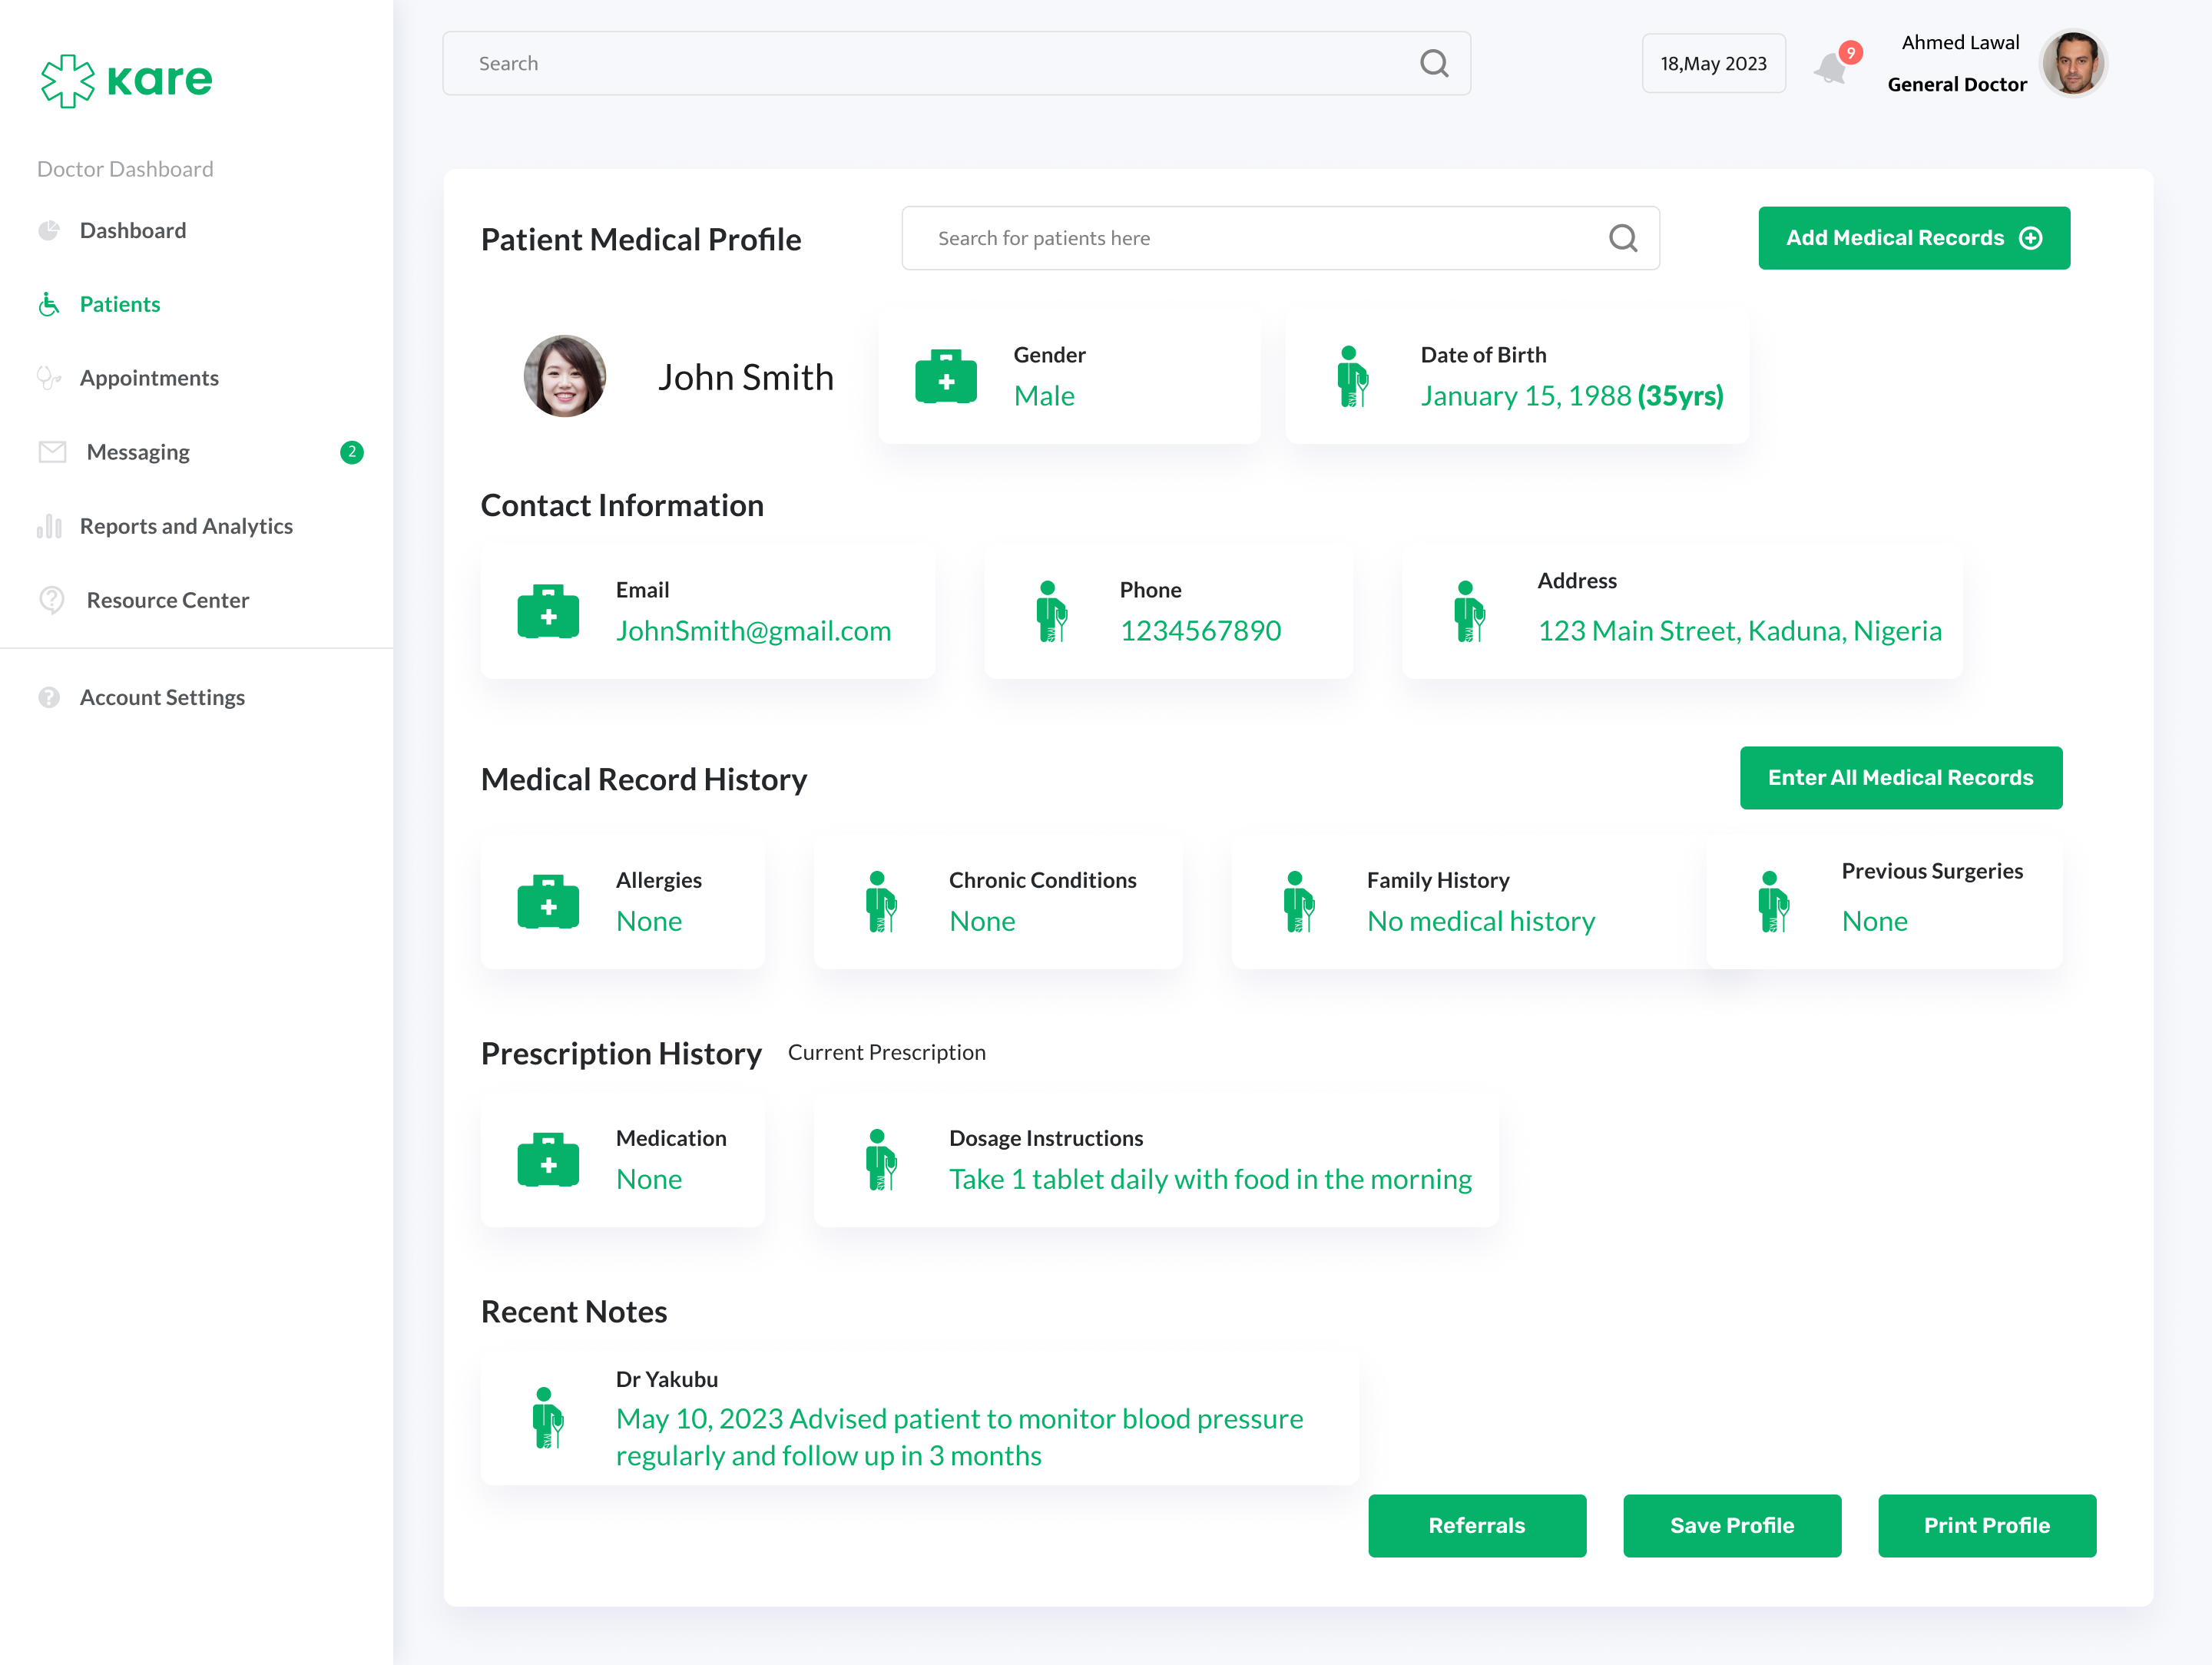 kare
Search
18,May 2023
9
Ahmed Lawal
General Doctor
Doctor Dashboard
Dashboard
Patients
Appointments
Messaging
2
Reports and Analytics
Resource Center
Account Settings
Patient Medical Profile
Search for patients here
Add Medical Records
John Smith
Gender
Male
Date of Birth
January 15, 1988 (35yrs)
Contact Information
Email
JohnSmith@gmail.com
Phone
1234567890
Address
123 Main Street, Kaduna, Nigeria
Medical Record History
Enter All Medical Records
Allergies
None
Chronic Conditions
None
Family History
No medical history
Previous Surgeries
None
Prescription History
Current Prescription
Medication
None
Dosage Instructions
Take 1 tablet daily with food in the morning
Recent Notes
Dr Yakubu
May 10, 2023 Advised patient to monitor blood pressure
regularly and follow up in 3 months
Referrals
Save Profile
Print Profile